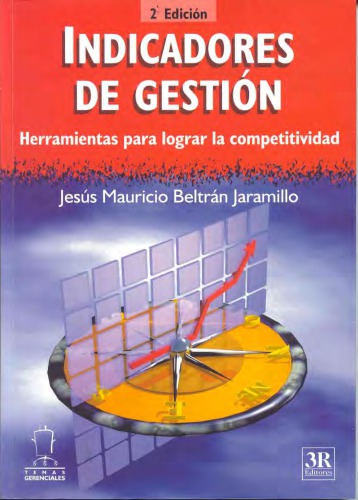 2ª Edición
INDICADORES
DE GESTIÓN
Herramientas para lograr la competitividad
Jesús Mauricio Beltrán Jaramillo
TEMAS
GERENCIALES
3R
Editores